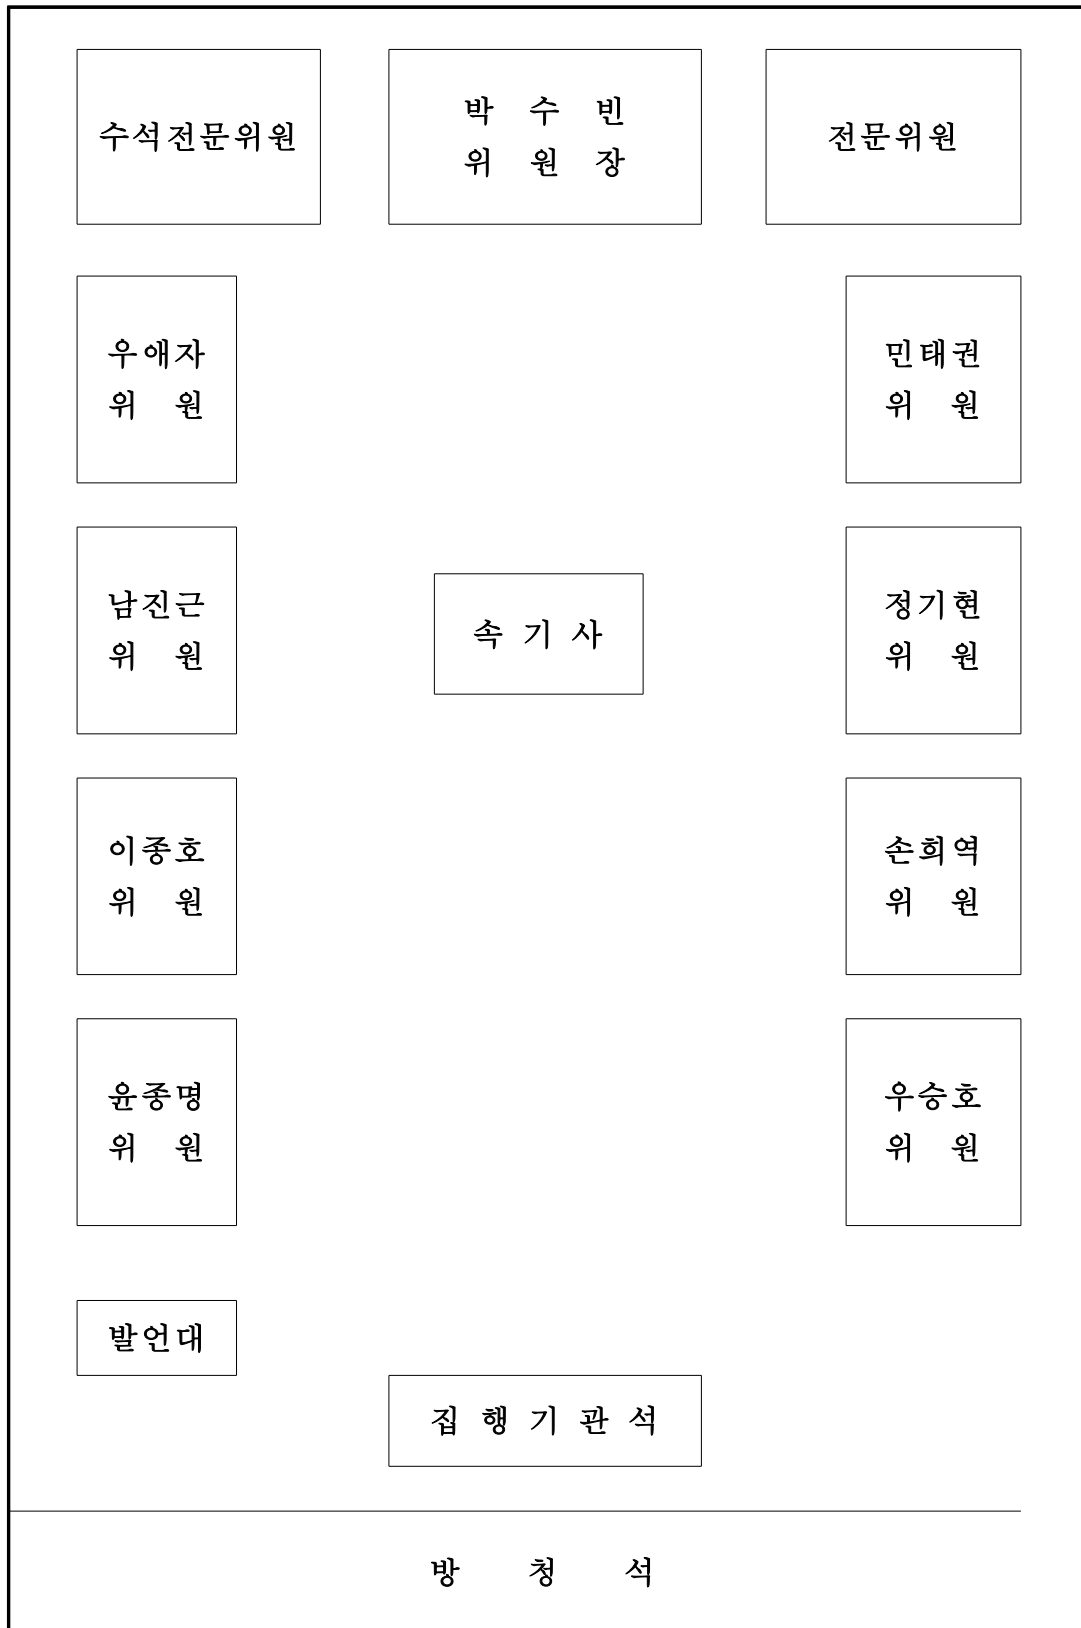 수석전문위원
박 수 빈
위 원 장
전문위원
우애자
위 원
민태권
위 원
남진근
위 원
속 기 사
정기현
위 원
이종호
위 원
손희역
위 원
윤종명
위 원
우승호
위 원
발언대
집 행 기 관 석
방 청 석